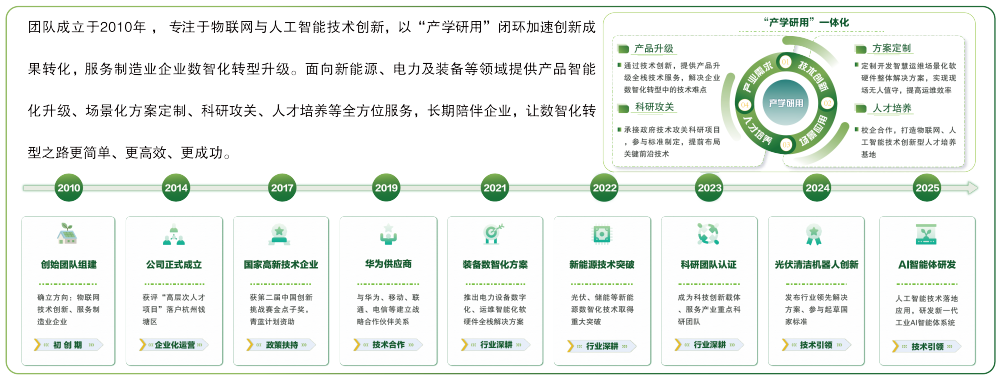 团队成立于2010年，专注于物联网与人工智能技术创新，以“产学研用”闭环加速创新成
果转化，服务制造业企业数智化转型升级。面向新能源、电力及装备等领域提供产品智能
化升级、场景化方案定制、科研攻关、人才培养等全方位服务，长期陪伴企业，让数智化转
型之路更简单、更高效、更成功。
“产学研用”一体化
产品升级
通过技术创新，提供产品升
级全线技术服务，解决企业
数智化转型中的技术难点
科研攻关
承接政府技术攻关科研项目
，参与标准制定，提前布局
关键前沿技术
产业需求
技术创新
产学研用
人才培养
场景应用
方案定制
定制开发智慧运维场景化软
硬件整体解决方案，实现现
场无人值守，提高运维效率
人才培养
校企合作，打造物联网、人
工智能技术创新型人才培养
基地
2010
2014
2017
2019
2021
2022
2023
2024
2025
创始团队组建
确立方向：物联网
技术创新、服务制
造业企业
初 创 期
公司正式成立
获评“高层次人才
项目”落户杭州钱
塘区
企业化运营
国家高新技术企业
获第二届中国创新
挑战赛金点子奖，
青蓝计划资助
政策扶持
华为供应商
与华为、移动、联
通、电信等建立战
略合作伙伴关系
技术合作
装备数智化方案
推出电力设备数字
化、运维智能化软
硬件全线解决方案
行业深耕
新能源技术突破
光伏、储能等新能
源数智化技术取得
重大突破
行业深耕
科研团队认证
成为科技创新载体
、服务产业重点科
研团队
行业深耕
光伏清洁机器人创新
发布行业领先解决
方案、参与起草国
家标准
技术引领
AI智能体研发
人工智能技术落地
应用，研发新一代
工业AI智能体系统
技术引领